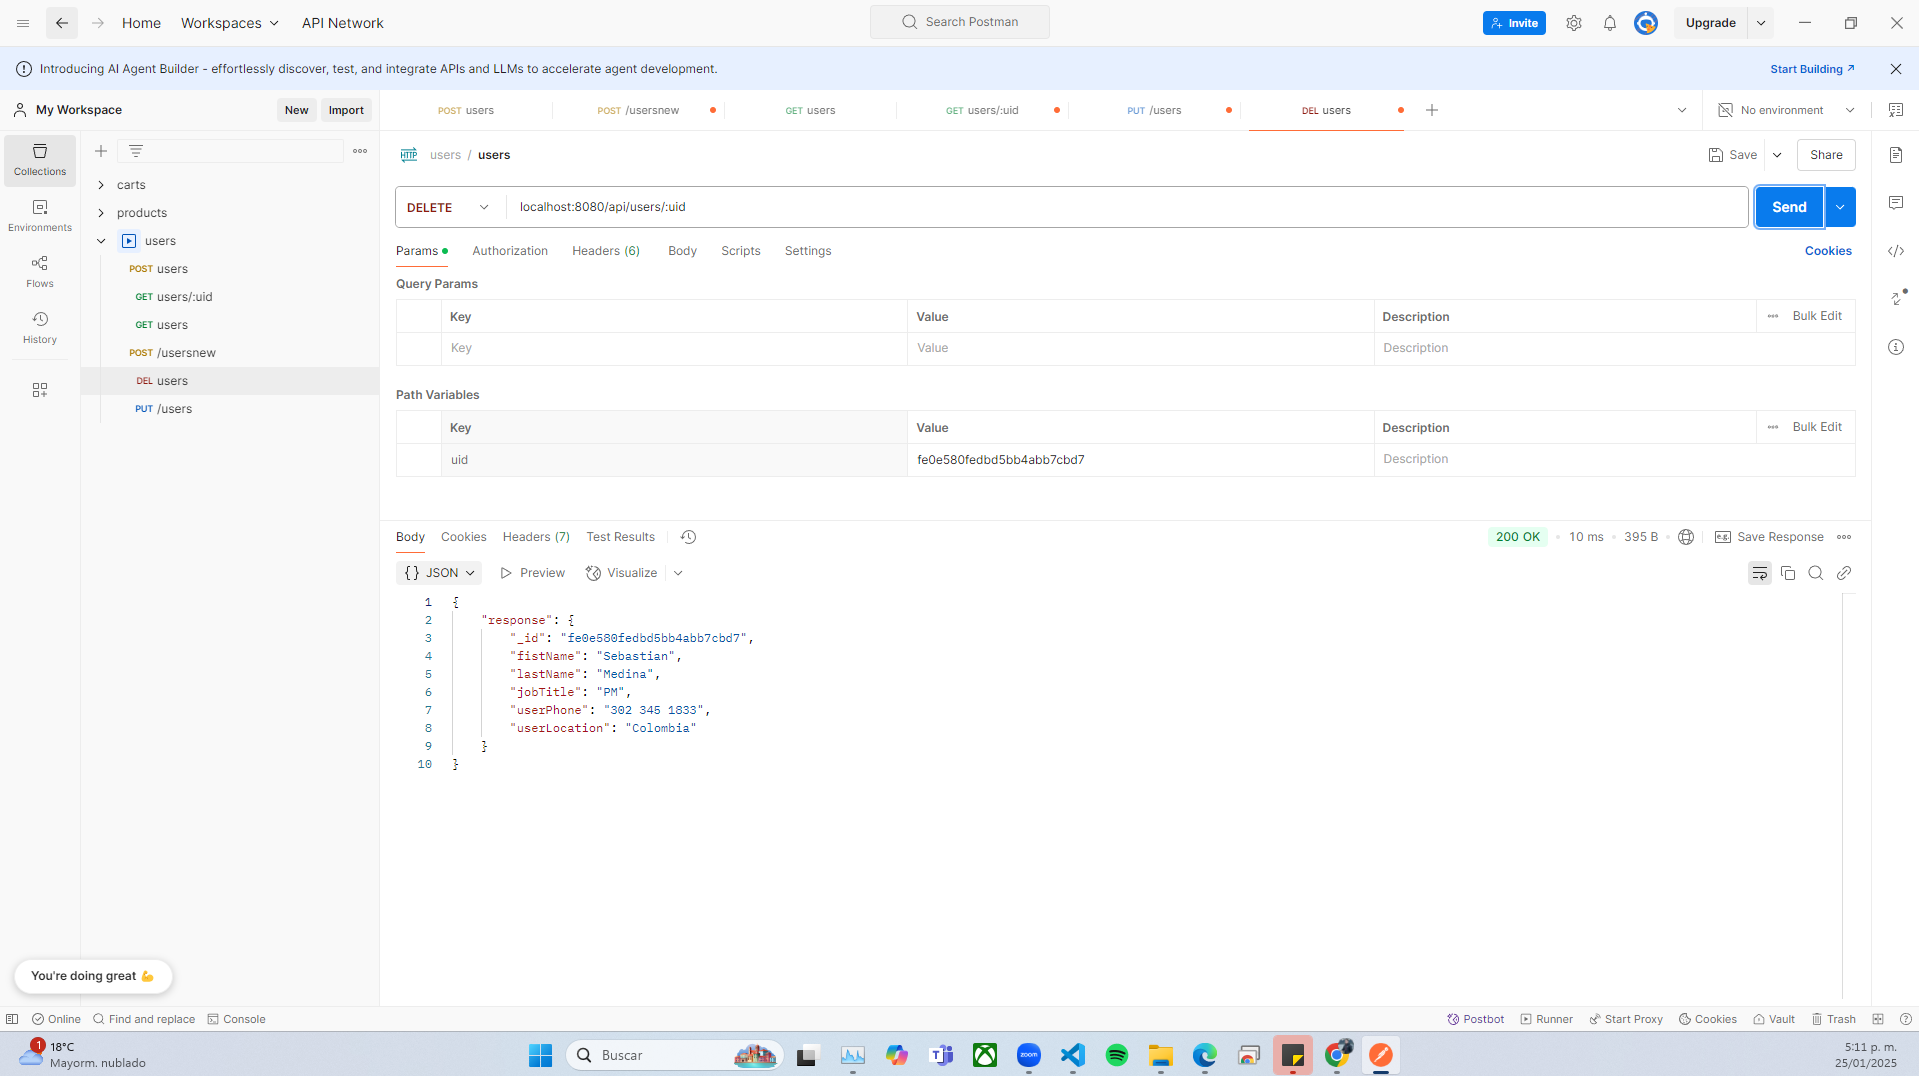 Home
Workspaces
API Network
Search Postman
Invite
Upgrade
Introducing AI Agent Builder - effortlessly discover, test, and integrate APIs and LLMs to accelerate agent development.
Start Building
My Workspace
New
Import
POST users
POST /usersnew
GET users
GET users/:uid
PUT /users
DEL users
No environment
Collections
Environments
Flows
History
carts
products
users
POST users
GET users/:uid
GET users
POST /usersnew
DEL users
PUT /users
HTTP users / users
Save
Share
DELETE
localhost:8080/api/users/:uid
Send
Params
Authorization
Headers (6)
Body
Scripts
Settings
Cookies
Query Params
Key Value Description Bulk Edit
Key Value Description
Path Variables
Key Value Description Bulk Edit
uid fe0e580fedbd5bb4abb7cbd7 Description
Body Cookies Headers (7) Test Results
200 OK 10 ms 395 B
e.g. Save Response
{} JSON
Preview
Visualize
1 {
2 "response": {
3 "_id": "fe0e580fedbd5bb4abb7cbd7",
4 "fistName": "Sebastian",
5 "lastName": "Medina",
6 "jobTitle": "PM",
7 "userPhone": "302 345 1833",
8 "userLocation": "Colombia"
9 }
10 }
You're doing great
Online
Find and replace
Console
Postbot
Runner
Start Proxy
Cookies
Vault
Trash
1
18°C
Mayorm. nublado
Buscar
zoom
5:11 p. m.
25/01/2025